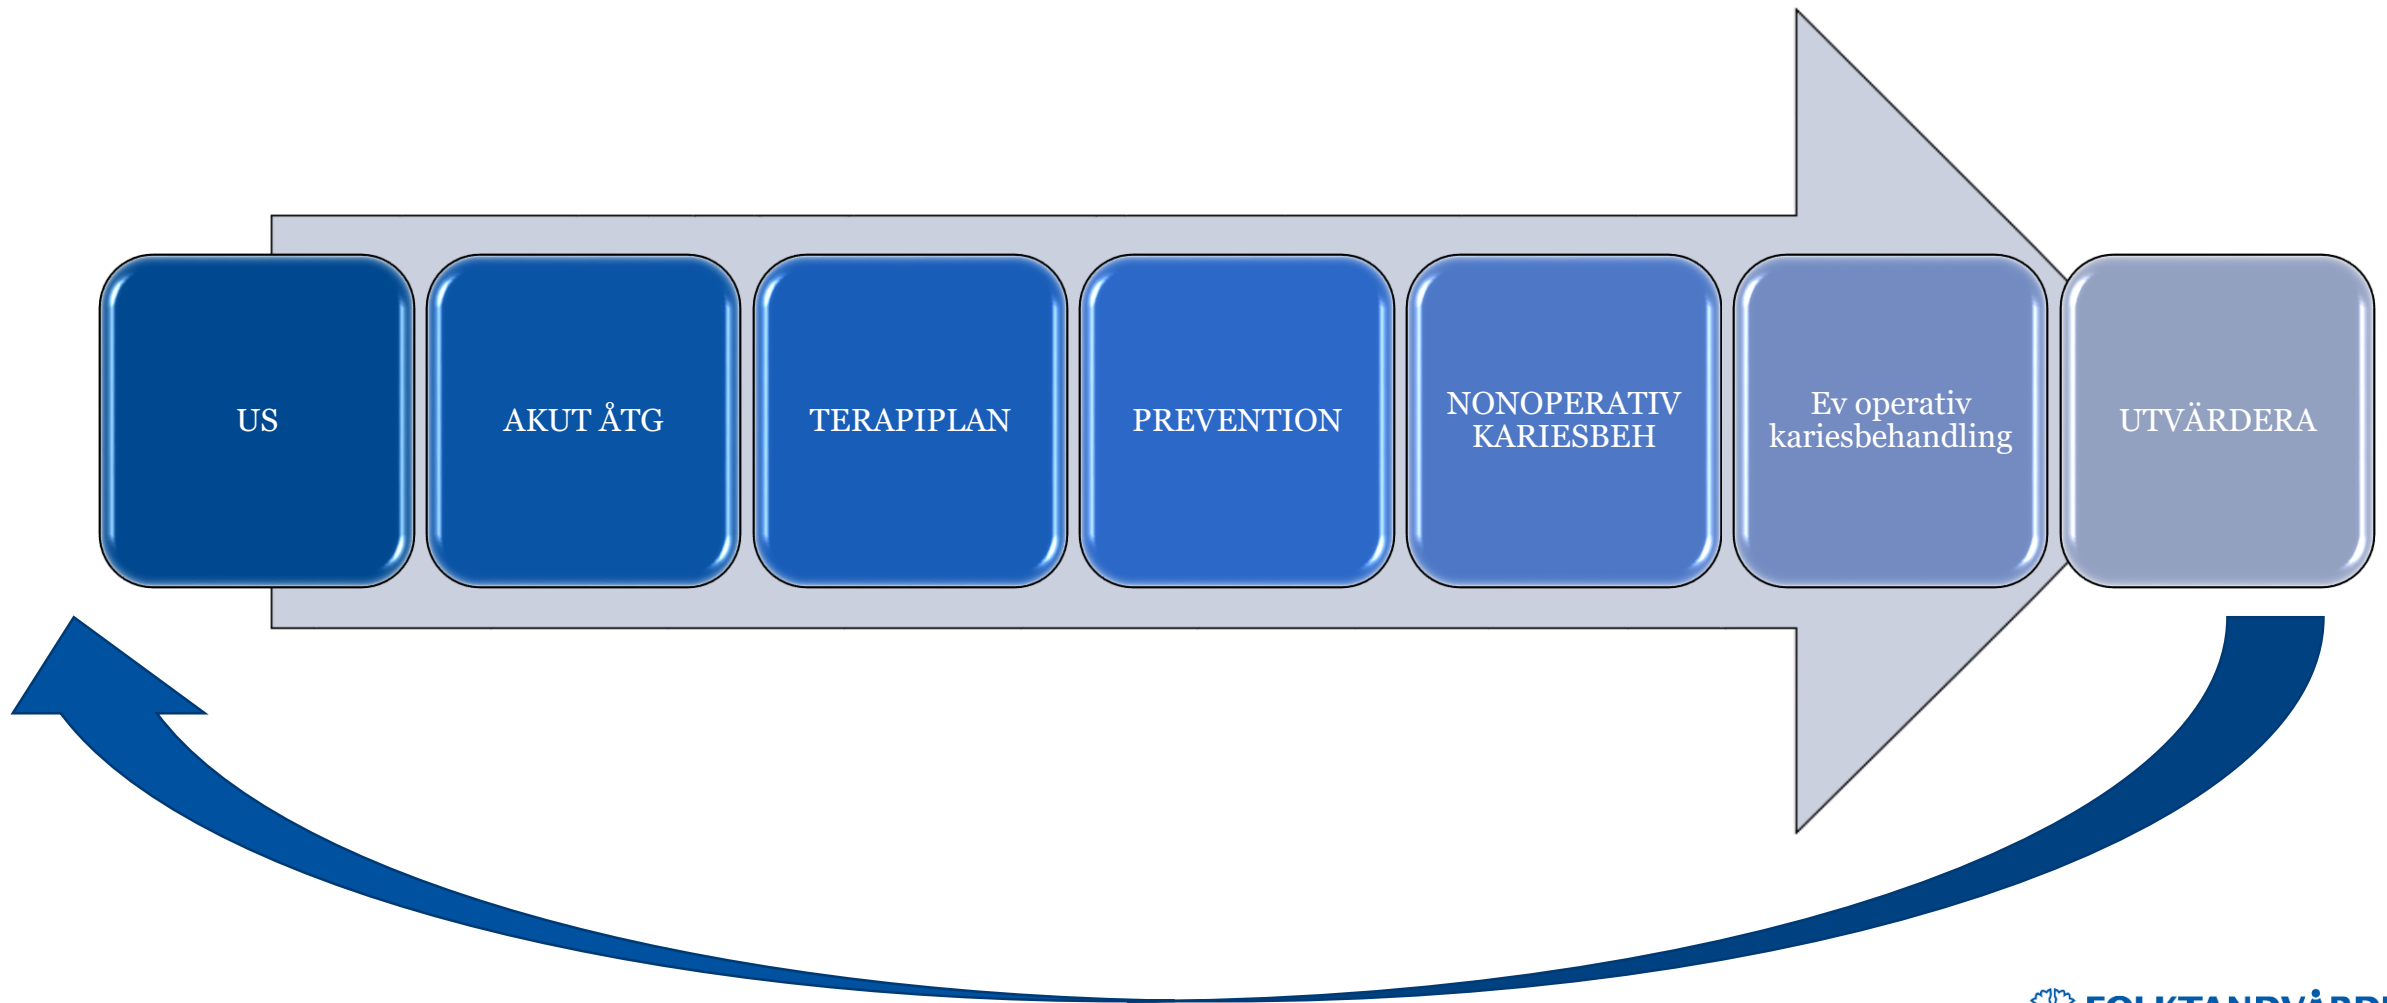 US
AKUT ÅTG
TERAPIPLAN
PREVENTION
NONOPERATIV
KARIESBEH
Ev operativ
kariesbehandling
UTVÄRDERA